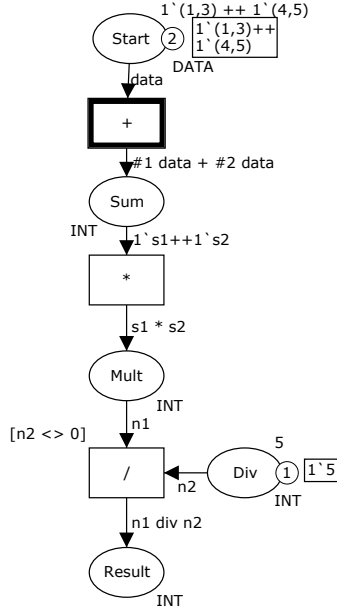 1`(1,3) ++ 1`(4,5)
Start
2
1`(1,3)++
1`(4,5)
DATA
data
+
#1 data + #2 data
Sum
INT
1`s1++1`s2
*
s1 * s2
Mult
INT
n1
[n2 <> 0]
5
/
n2
Div
1
1`5
INT
n1 div n2
Result
INT